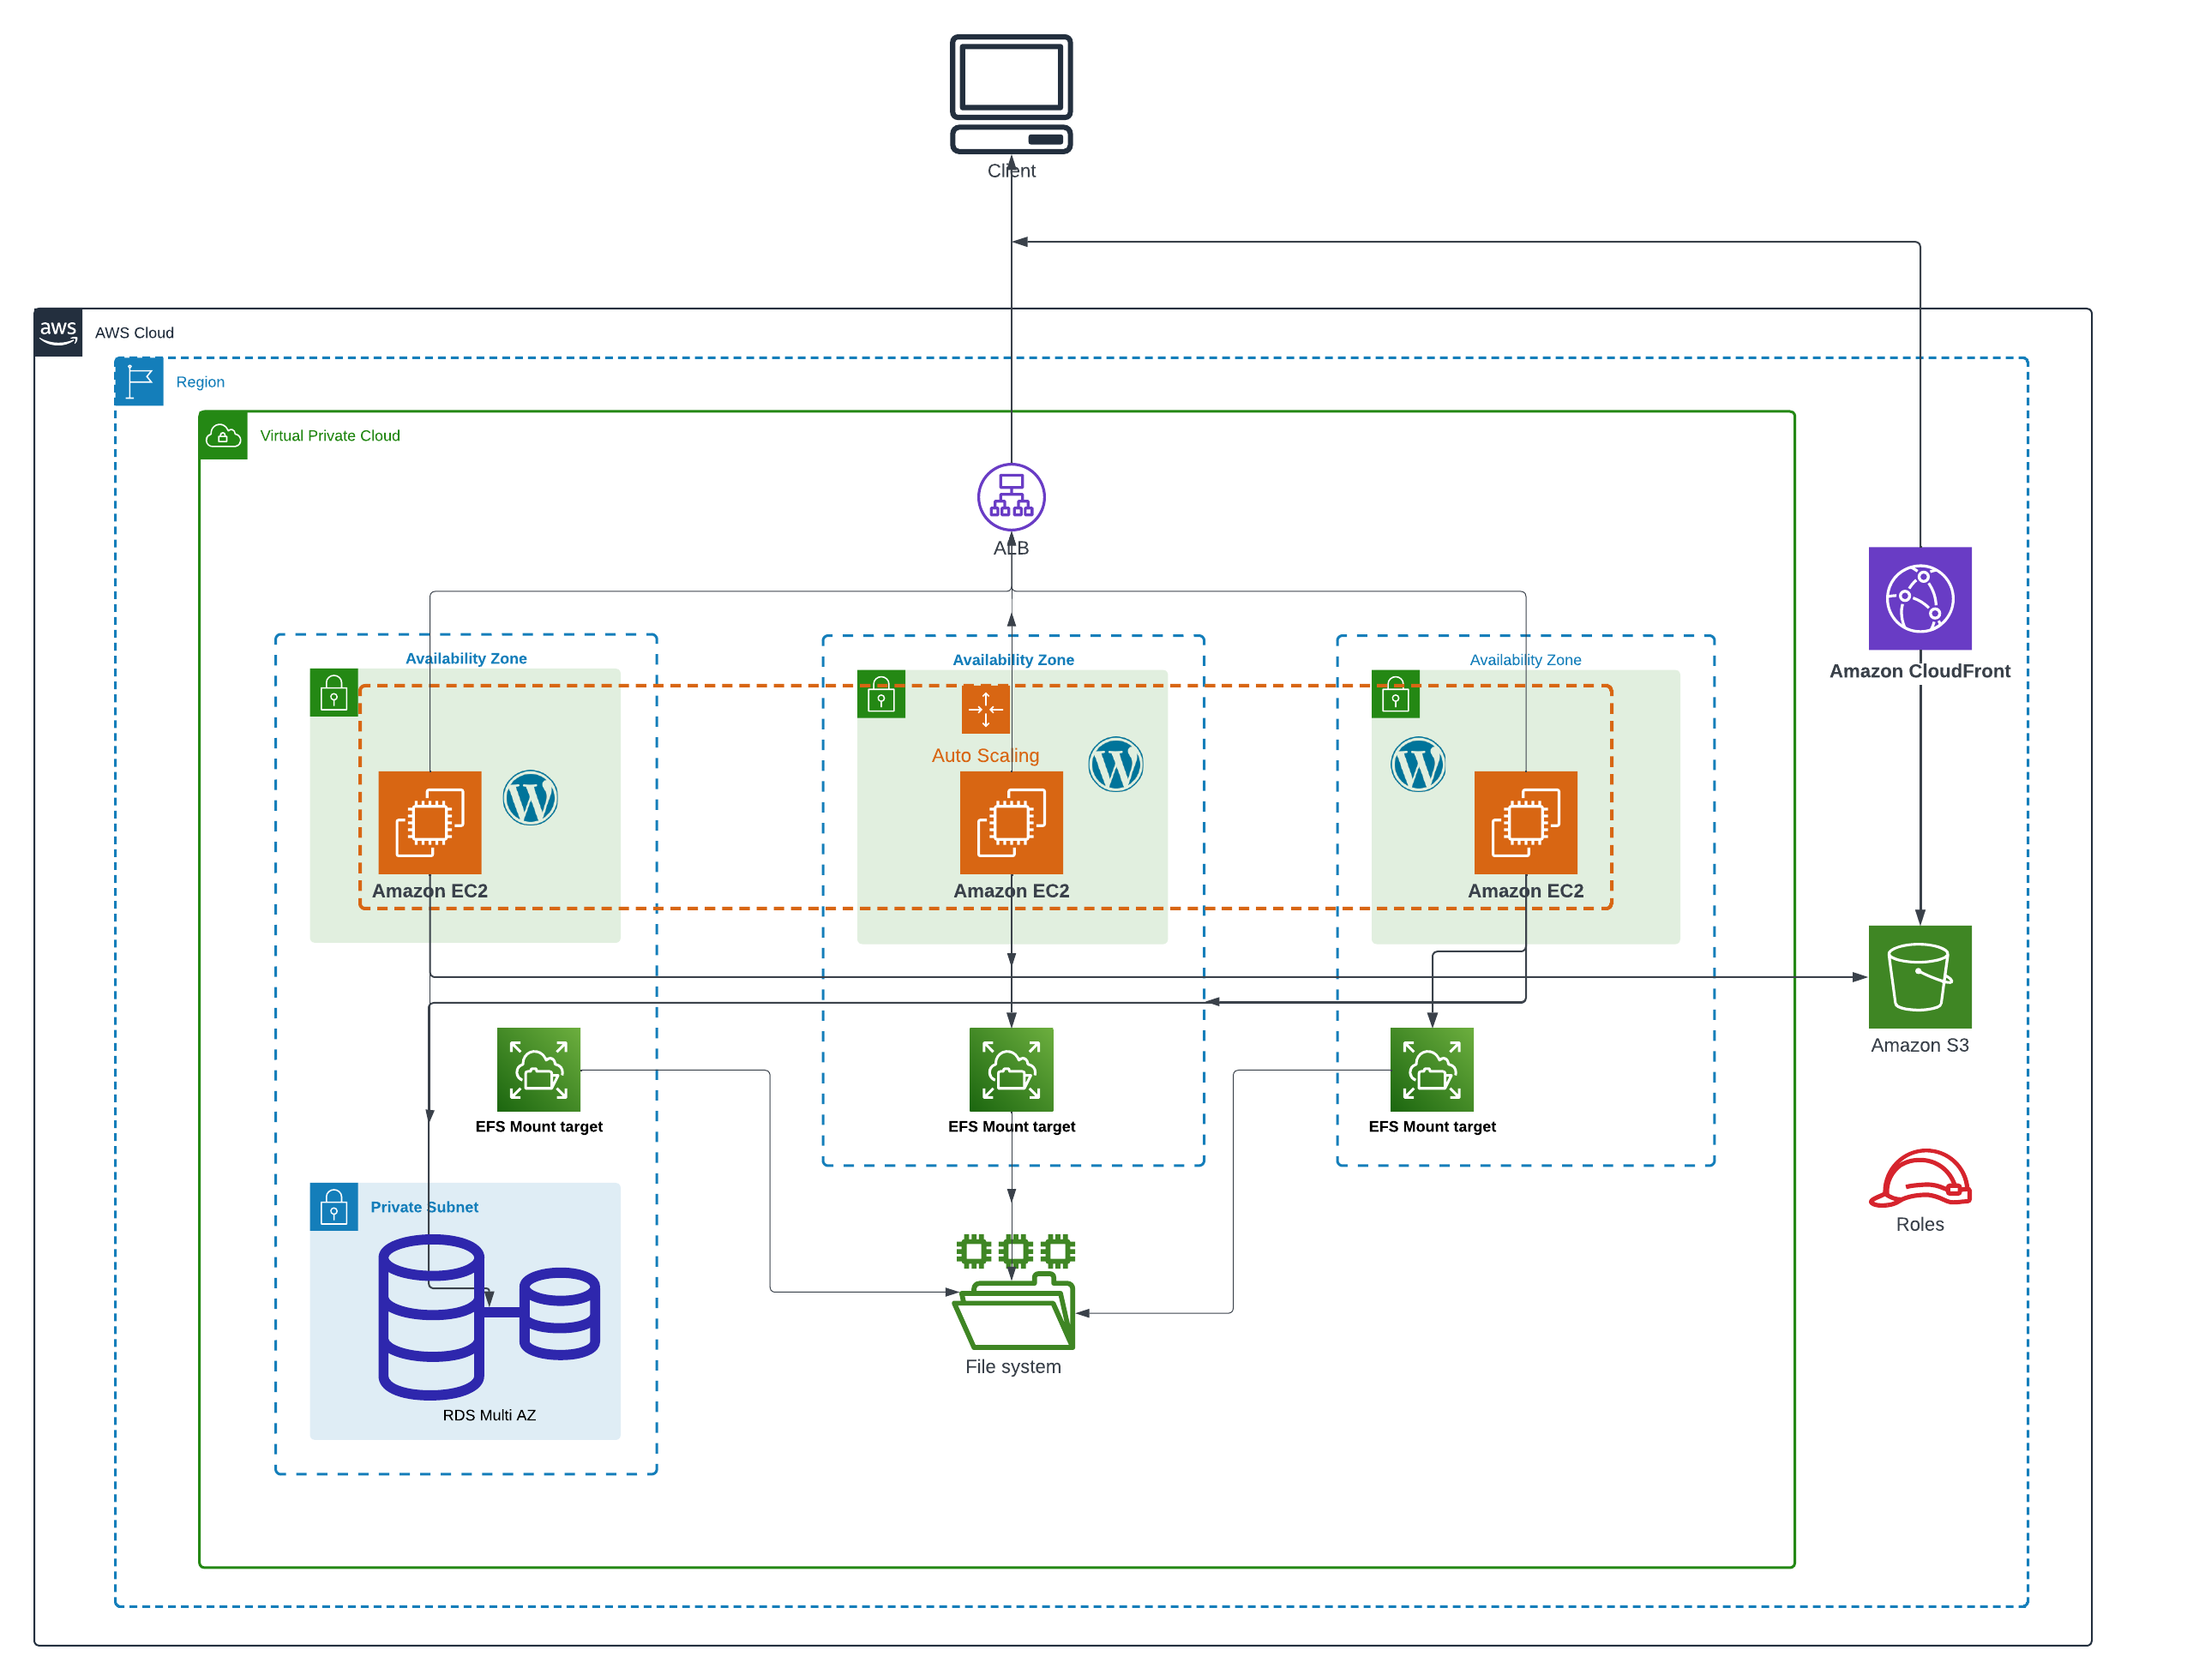 Client
aws
AWS Cloud
Region
Virtual Private Cloud
ALB
Availability Zone
Availability Zone
Availability Zone
Amazon CloudFront
Auto Scaling
Amazon EC2
Amazon EC2
Amazon EC2
Amazon S3
EFS Mount target
EFS Mount target
EFS Mount target
Private Subnet
Roles
File system
RDS Multi AZ